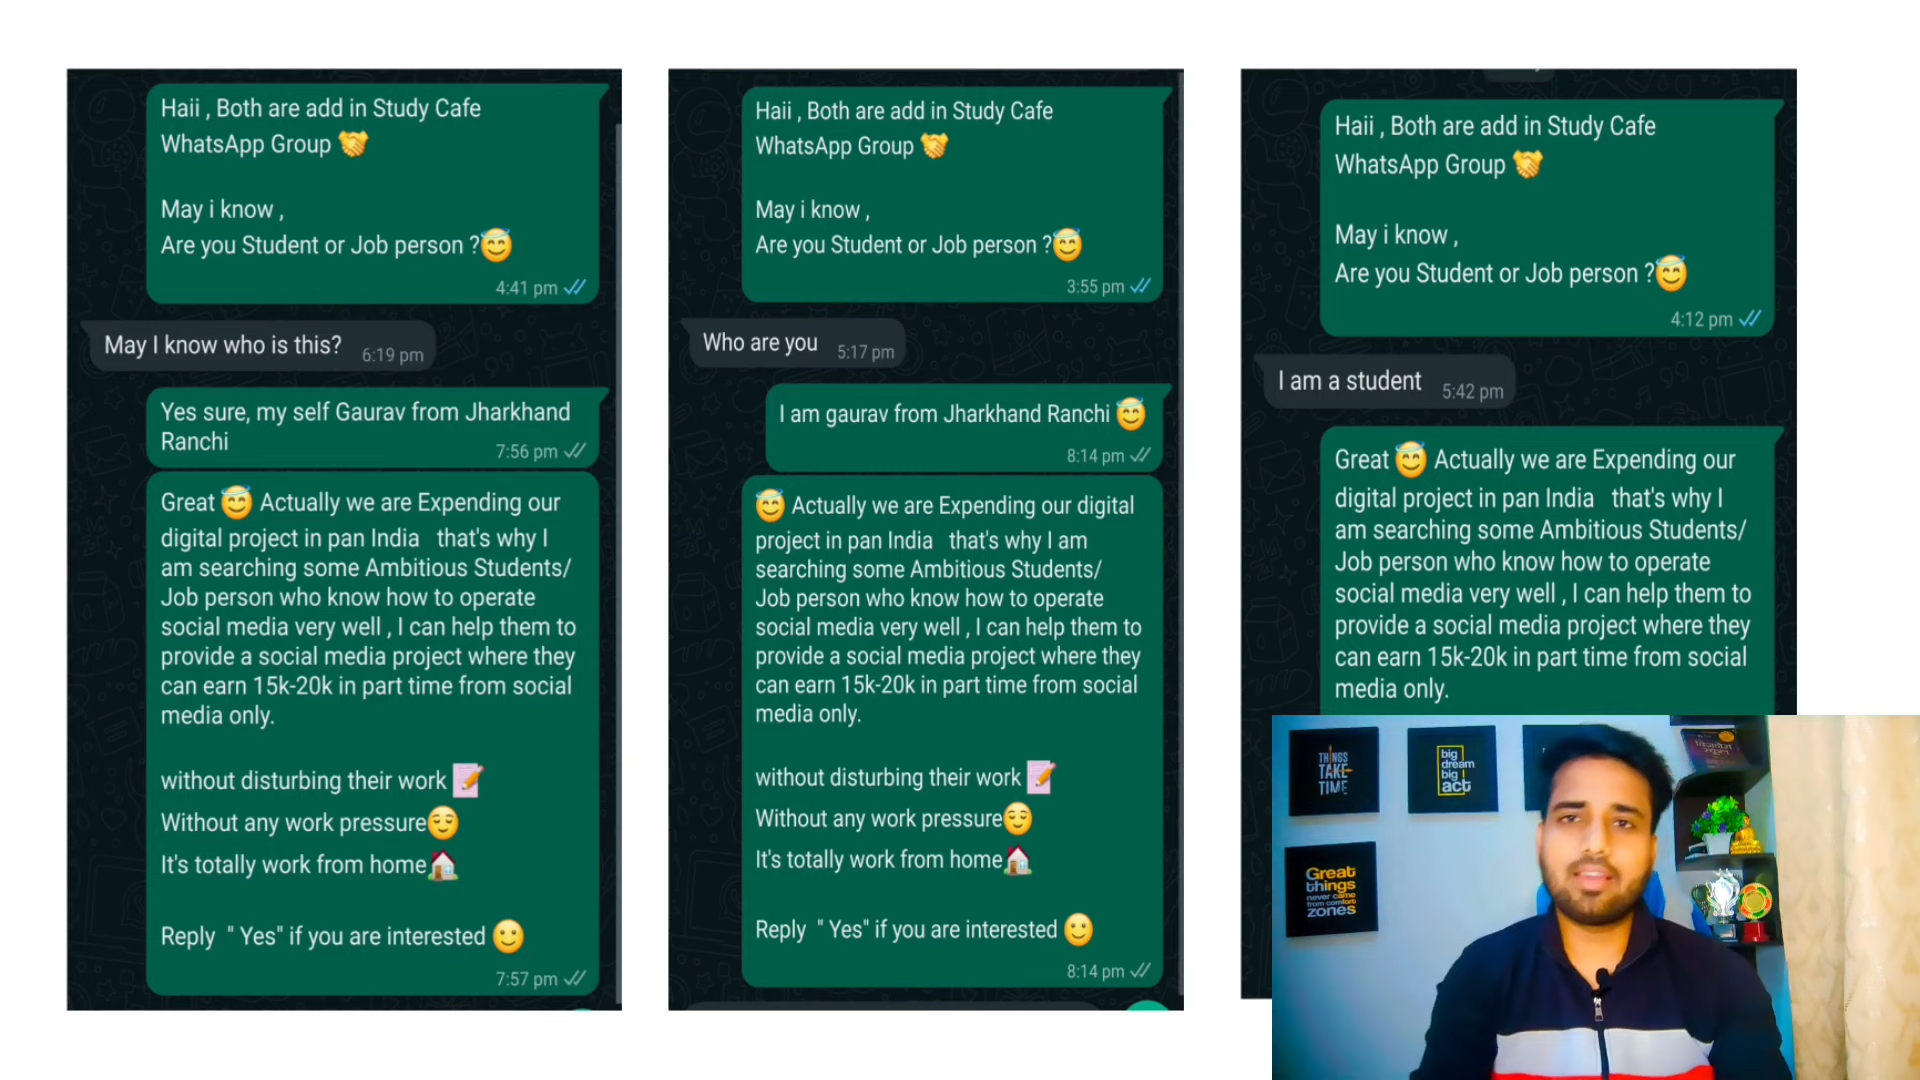 Haii , Both are add in Study Cafe
WhatsApp Group 🤝
May i know ,
Are you Student or Job person ?😇
4:41 pm
May I know who is this?
6:19 pm
Yes sure, my self Gaurav from Jharkhand
Ranchi
7:56 pm
Great 😇 Actually we are Expending our
digital project in pan India that's why I
am searching some Ambitious Students/
Job person who know how to operate
social media very well , I can help them to
provide a social media project where they
can earn 15k-20k in part time from social
media only.
without disturbing their work 📝
Without any work pressure😌
It's totally work from home🏠
Reply " Yes" if you are interested 🙂
7:57 pm
Haii , Both are add in Study Cafe
WhatsApp Group 🤝
May i know ,
Are you Student or Job person ?😇
3:55 pm
Who are you
5:17 pm
I am gaurav from Jharkhand Ranchi 😇
8:14 pm
😇 Actually we are Expending our digital
project in pan India that's why I am
searching some Ambitious Students/
Job person who know how to operate
social media very well , I can help them to
provide a social media project where they
can earn 15k-20k in part time from social
media only.
without disturbing their work 📝
Without any work pressure😌
It's totally work from home🏠
Reply " Yes" if you are interested 🙂
8:14 pm
Haii , Both are add in Study Cafe
WhatsApp Group 🤝
May i know ,
Are you Student or Job person ?😇
4:12 pm
I am a student
5:42 pm
Great 😇 Actually we are Expending our
digital project in pan India that's why I
am searching some Ambitious Students/
Job person who know how to operate
social media very well , I can help them to
provide a social media project where they
can earn 15k-20k in part time from social
media only.
THINGS
TAKE
TIME
big
dream
big
act
Great
things
never came
from comfort
zones